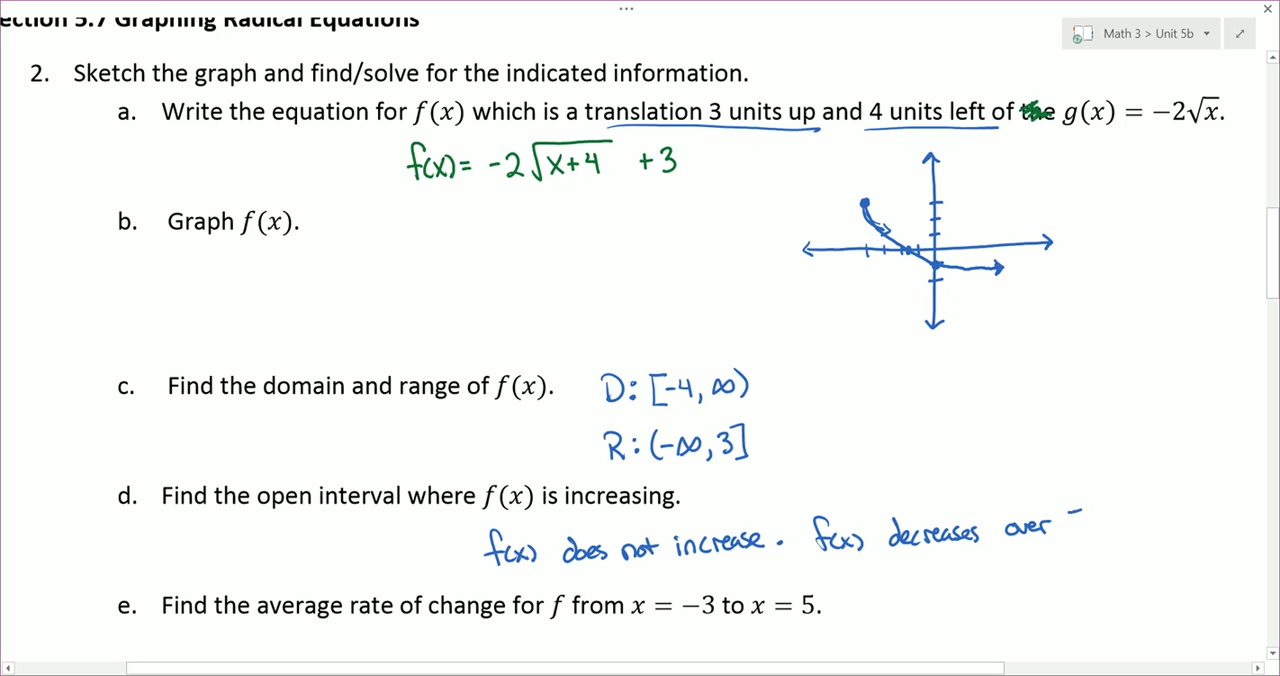 ection 5.7 Graphing Radical Equations
Math 3 > Unit 5b
2. Sketch the graph and find/solve for the indicated information.
a. Write the equation for f(x) which is a translation 3 units up and 4 units left of the g(x) = −2√x.
f(x) = -2√x+4 +3
b. Graph f(x).
c. Find the domain and range of f(x). D: [-4, ∞)
R: (-∞, 3]
d. Find the open interval where f(x) is increasing.
f(x) does not increase. f(x) decreases over
e. Find the average rate of change for f from x = −3 to x = 5.